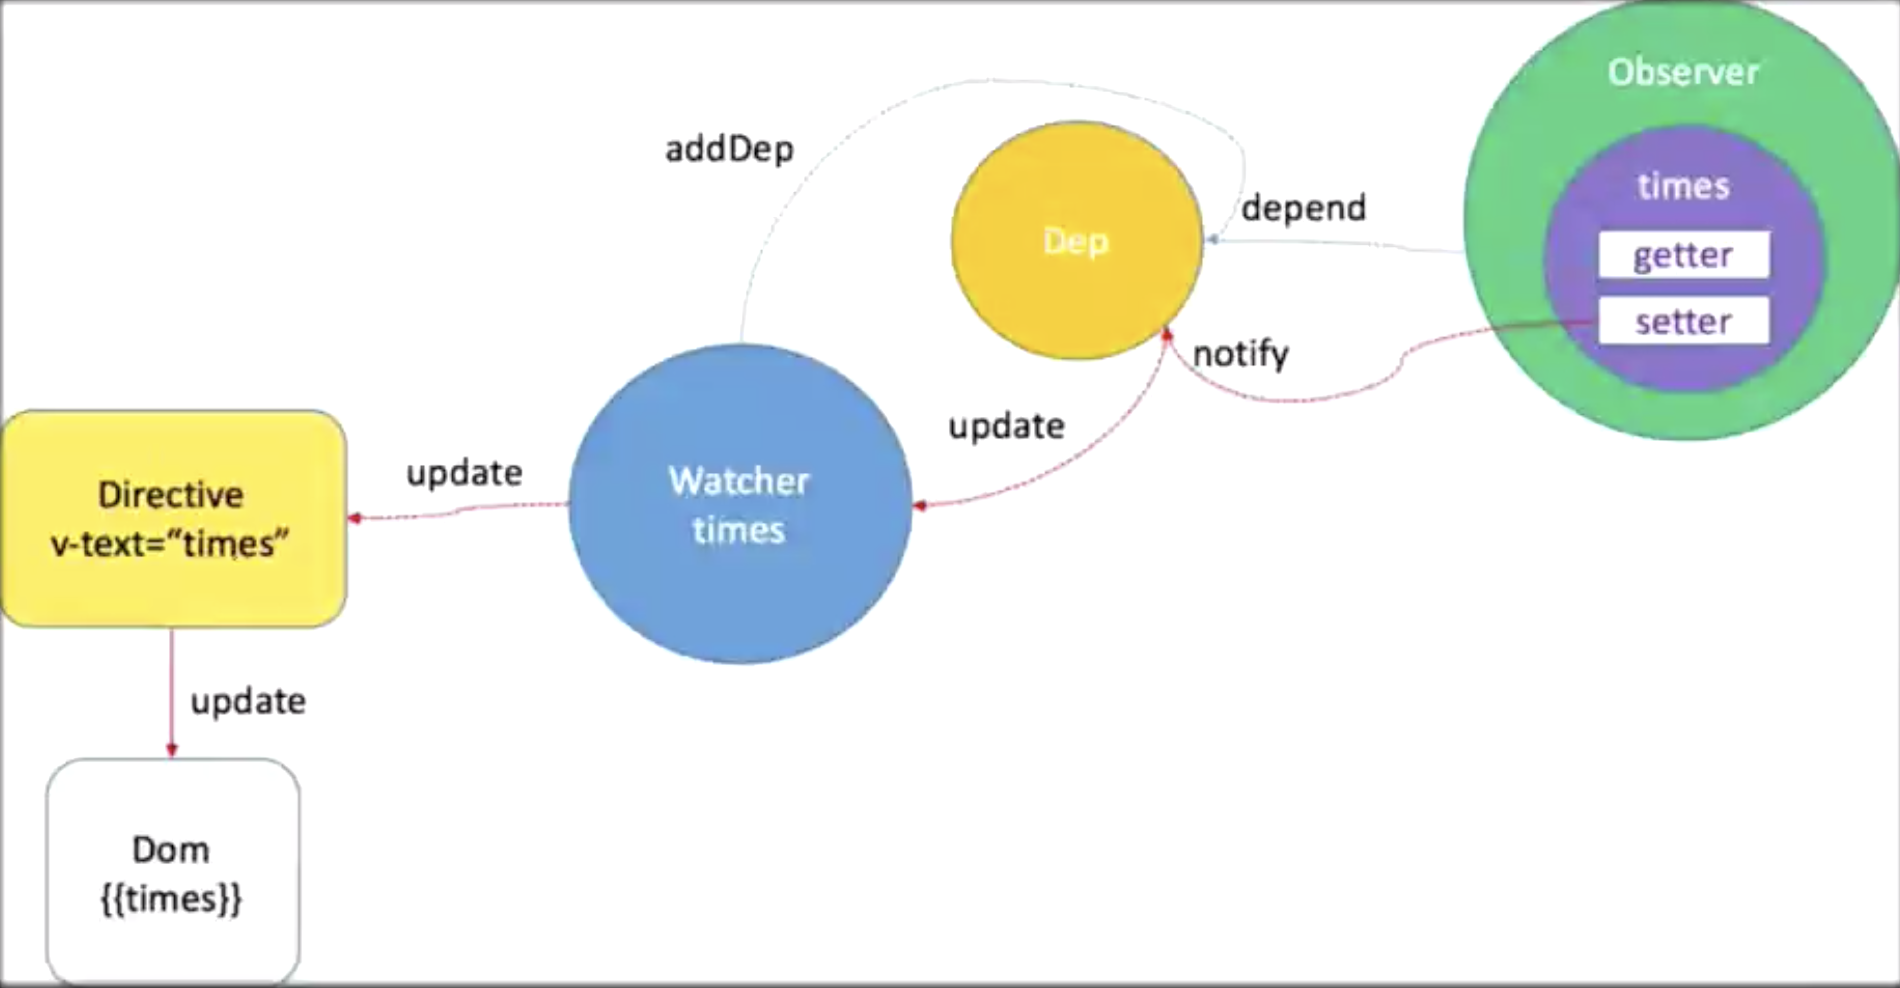 Observer
addDep
times
depend
Dep
getter
setter
notify
update
update
Watcher
times
Directive
v-text=“times”
update
Dom
{{times}}